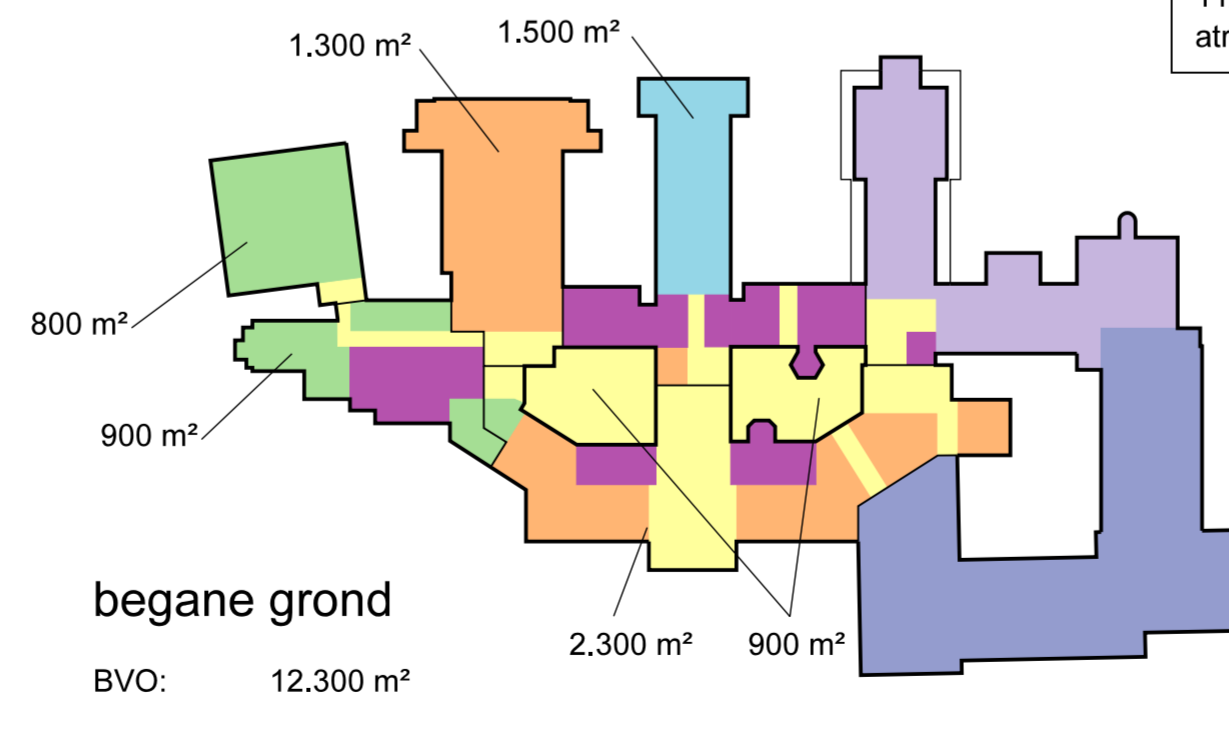 1.500 m²
1.300 m²
atr
800 m²
900 m²
begane grond
2.300 m²
900 m²
BVO: 12.300 m²